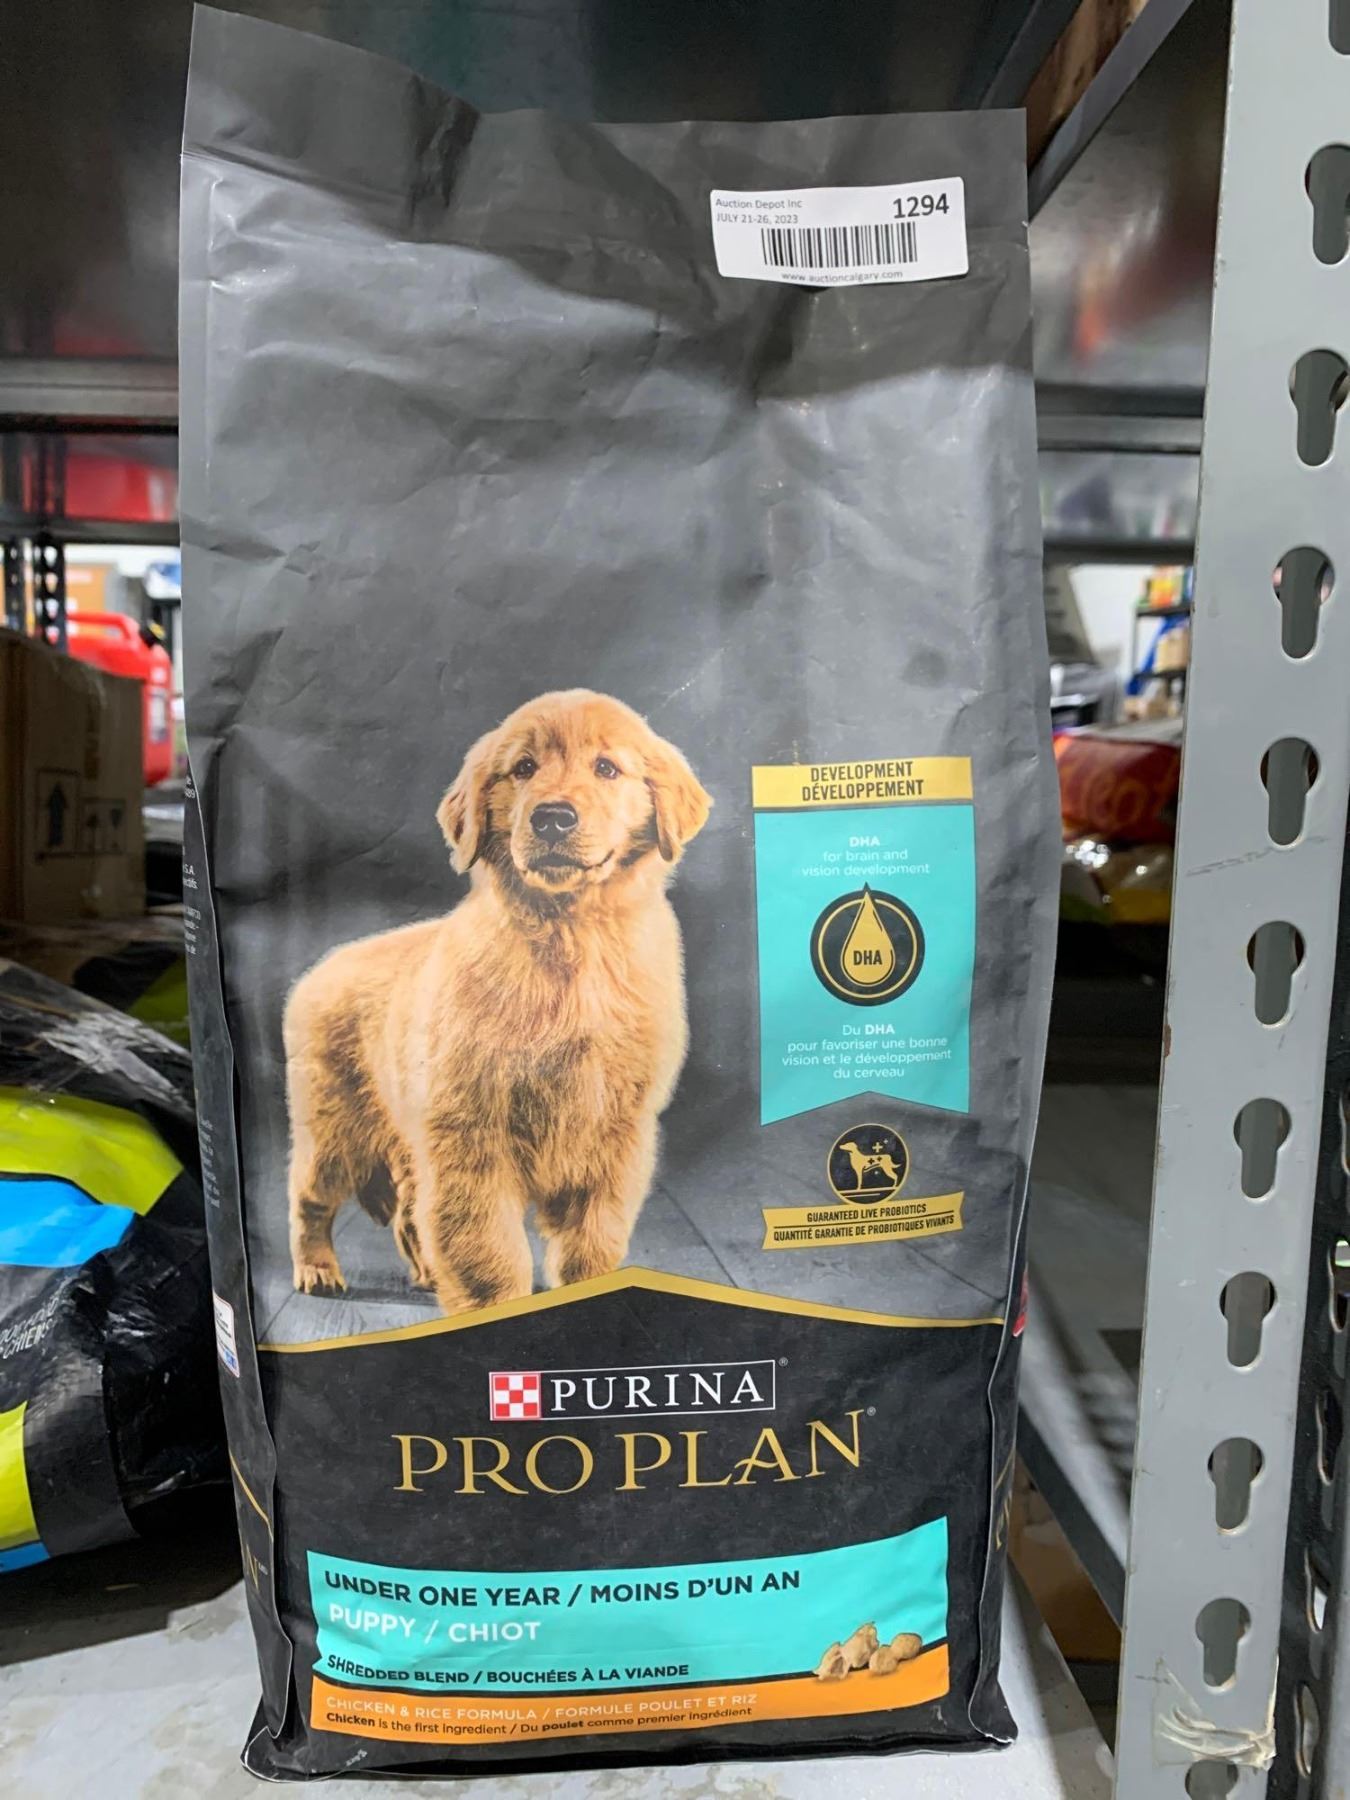 Auction Depot Inc
1294
JULY 21-26, 2023
www.auctioncalgary.com
DEVELOPMENT
DÉVELOPPEMENT
DHA
for brain and
vision development
DHA
Du DHA
pour favoriser une bonne
vision et le développement
du cerveau
GUARANTEED LIVE PROBIOTICS
QUANTITÉ GARANTIE DE PROBIOTIQUES VIVANTS
PURINA®
PRO PLAN®
UNDER ONE YEAR / MOINS D'UN AN
PUPPY / CHIOT
SHREDDED BLEND / BOUCHÉES À LA VIANDE
CHICKEN & RICE FORMULA / FORMULE POULET ET RIZ
Chicken is the first ingredient / Du poulet comme premier ingrédient